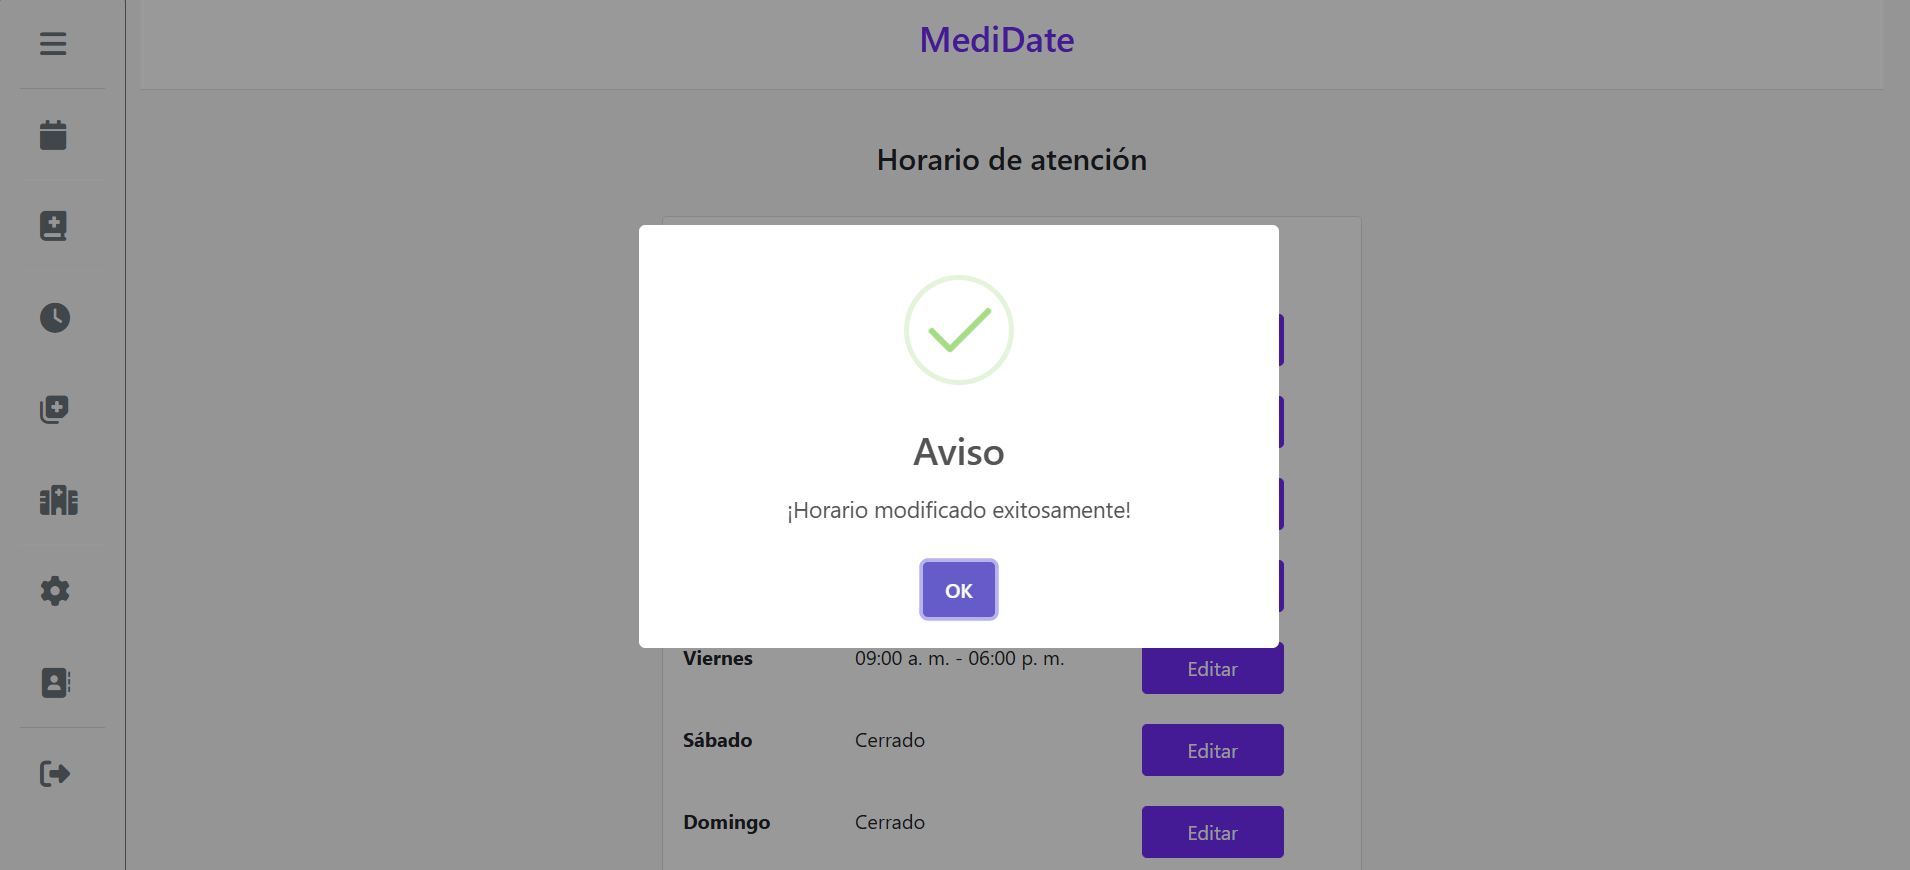 MediDate
Horario de atención
Aviso
¡Horario modificado exitosamente!
OK
Viernes 09:00 a. m. - 06:00 p. m. Editar
Sábado Cerrado Editar
Domingo Cerrado Editar